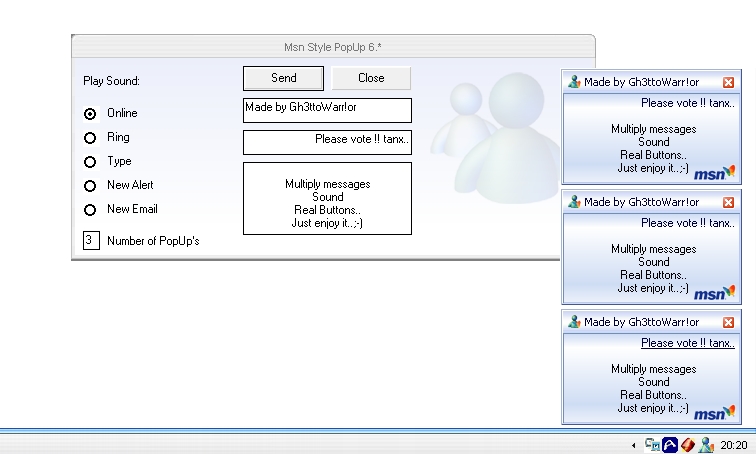 Msn Style PopUp 6.*
Play Sound:
Send
Close
Online
Ring
Type
New Alert
New Email
3 Number of PopUp's
Made by Gh3ttoWarr!or
Please vote !! tanx..
Multiply messages
Sound
Real Buttons..
Just enjoy it..;-)
Made by Gh3ttoWarr!or
Please vote !! tanx..
Multiply messages
Sound
Real Buttons..
Just enjoy it..;-)
msn
Made by Gh3ttoWarr!or
Please vote !! tanx..
Multiply messages
Sound
Real Buttons..
Just enjoy it..;-)
msn
Made by Gh3ttoWarr!or
Please vote !! tanx..
Multiply messages
Sound
Real Buttons..
Just enjoy it..;-)
msn
20:20